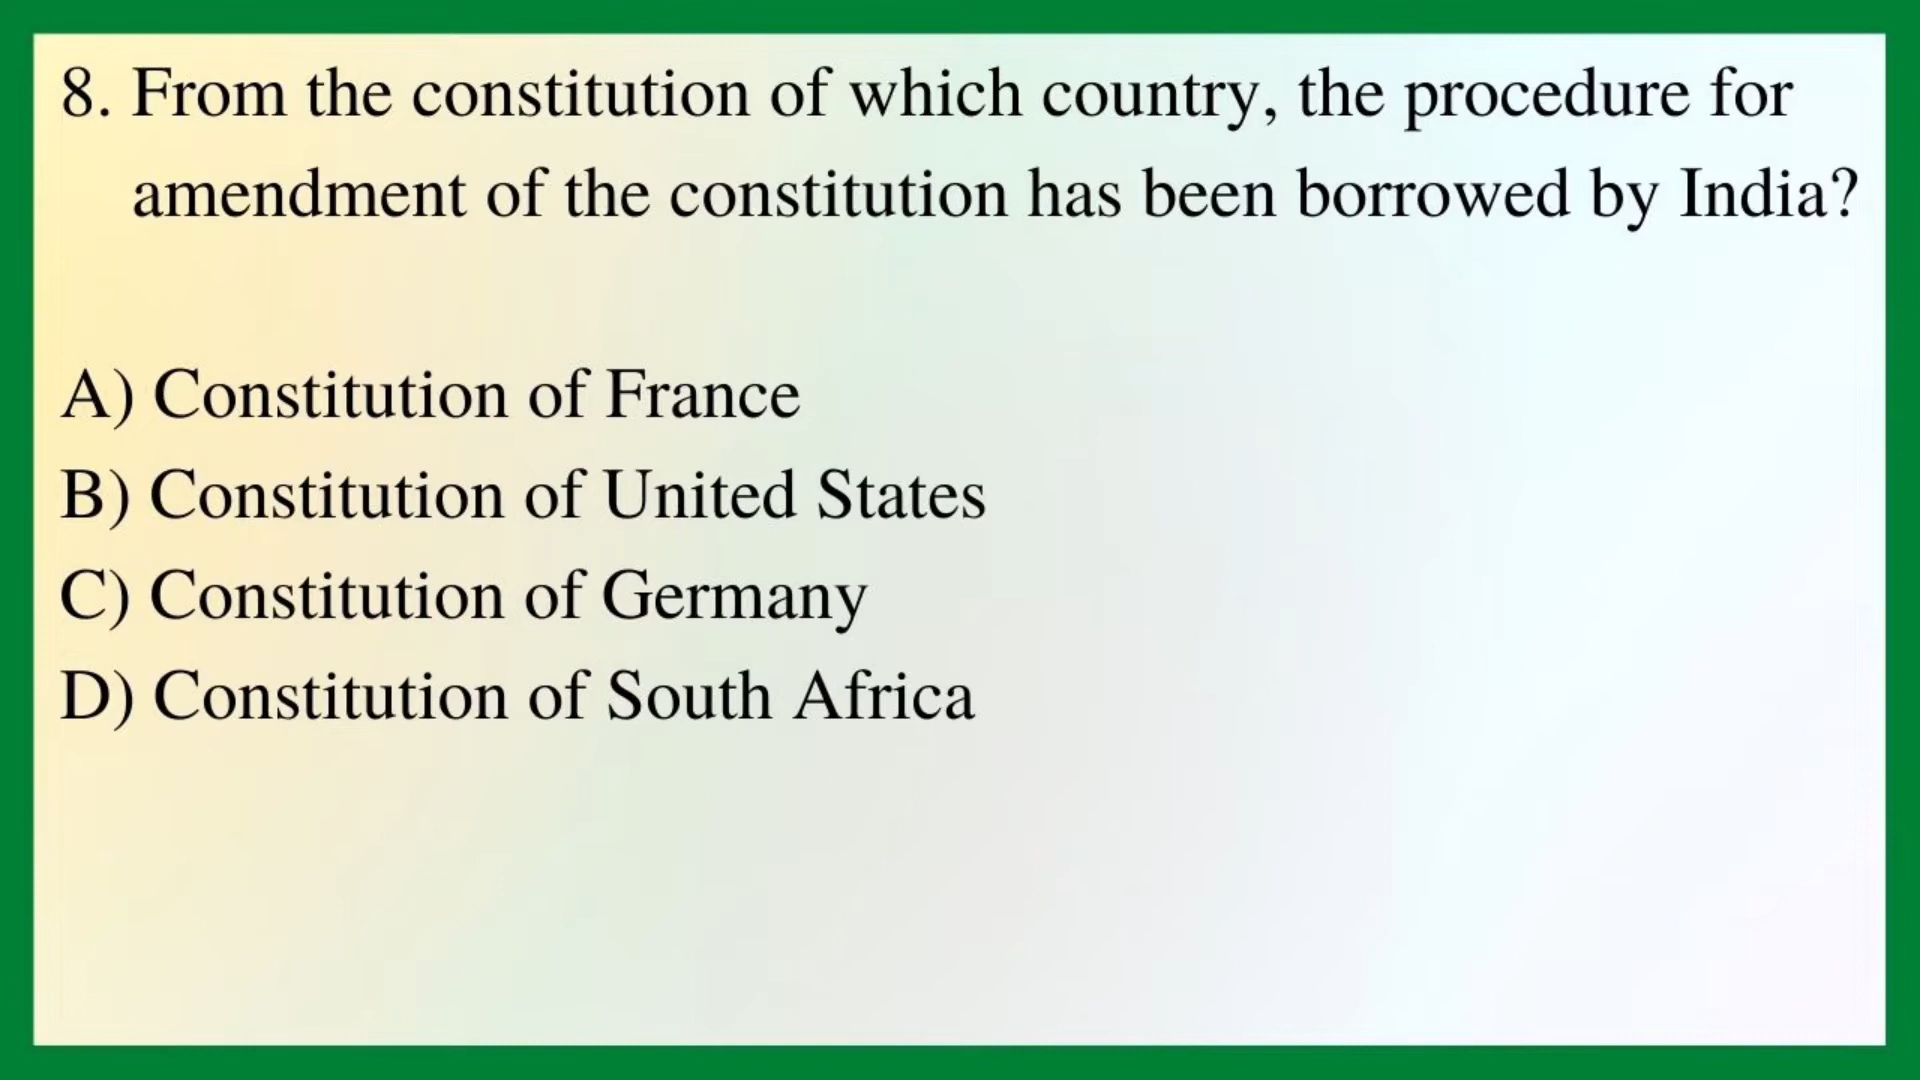 8. From the constitution of which country, the procedure for
amendment of the constitution has been borrowed by India?
A) Constitution of France
B) Constitution of United States
C) Constitution of Germany
D) Constitution of South Africa